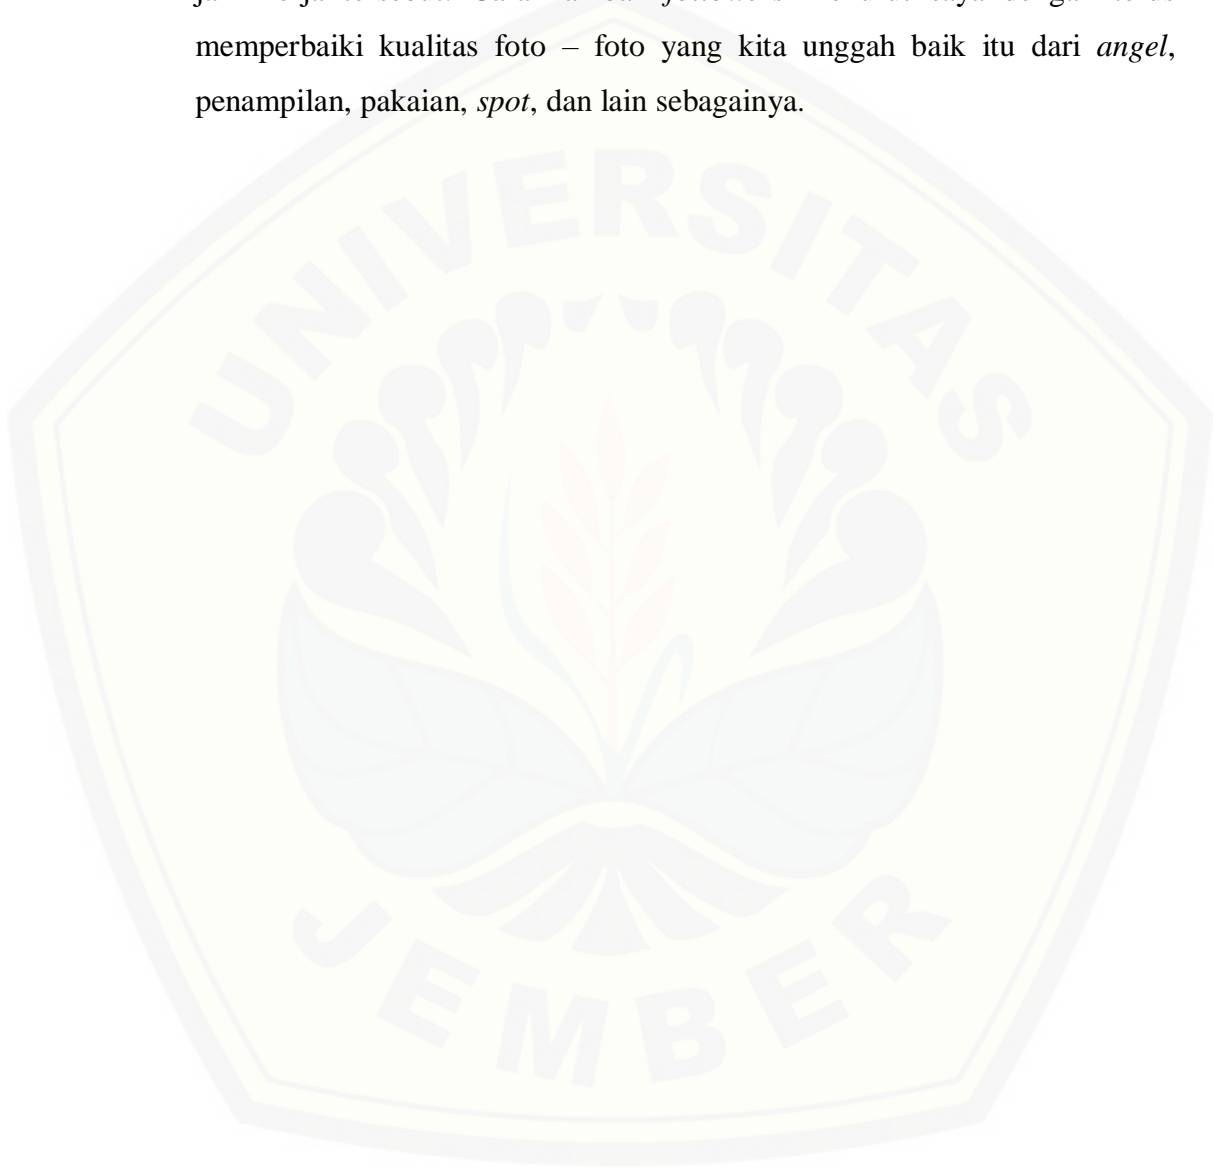 memperbaiki kualitas foto – foto yang kita unggah baik itu dari angel,
penampilan, pakaian, spot, dan lain sebagainya.
UNIVERSITAS
JEMBER